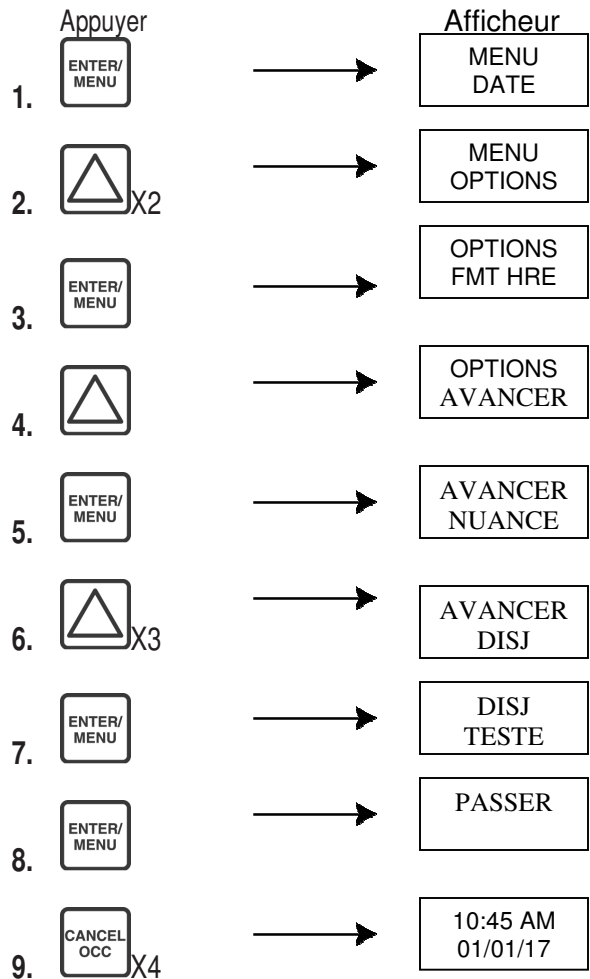 Appuyer Afficheur
ENTER/ MENU
MENU DATE
1.
MENU
X2 OPTIONS
2.
OPTIONS
ENTER/ FMT HRE
MENU
3.
OPTIONS
AVANCER
4.
ENTER/ AVANCER
MENU NUANCE
5.
AVANCER
6. X3 DISJ
ENTER/ DISJ
MENU TESTE
7.
PASSER
ENTER/
MENU
8.
CANCEL 10:45 AM
OCC 01/01/17
9. X4